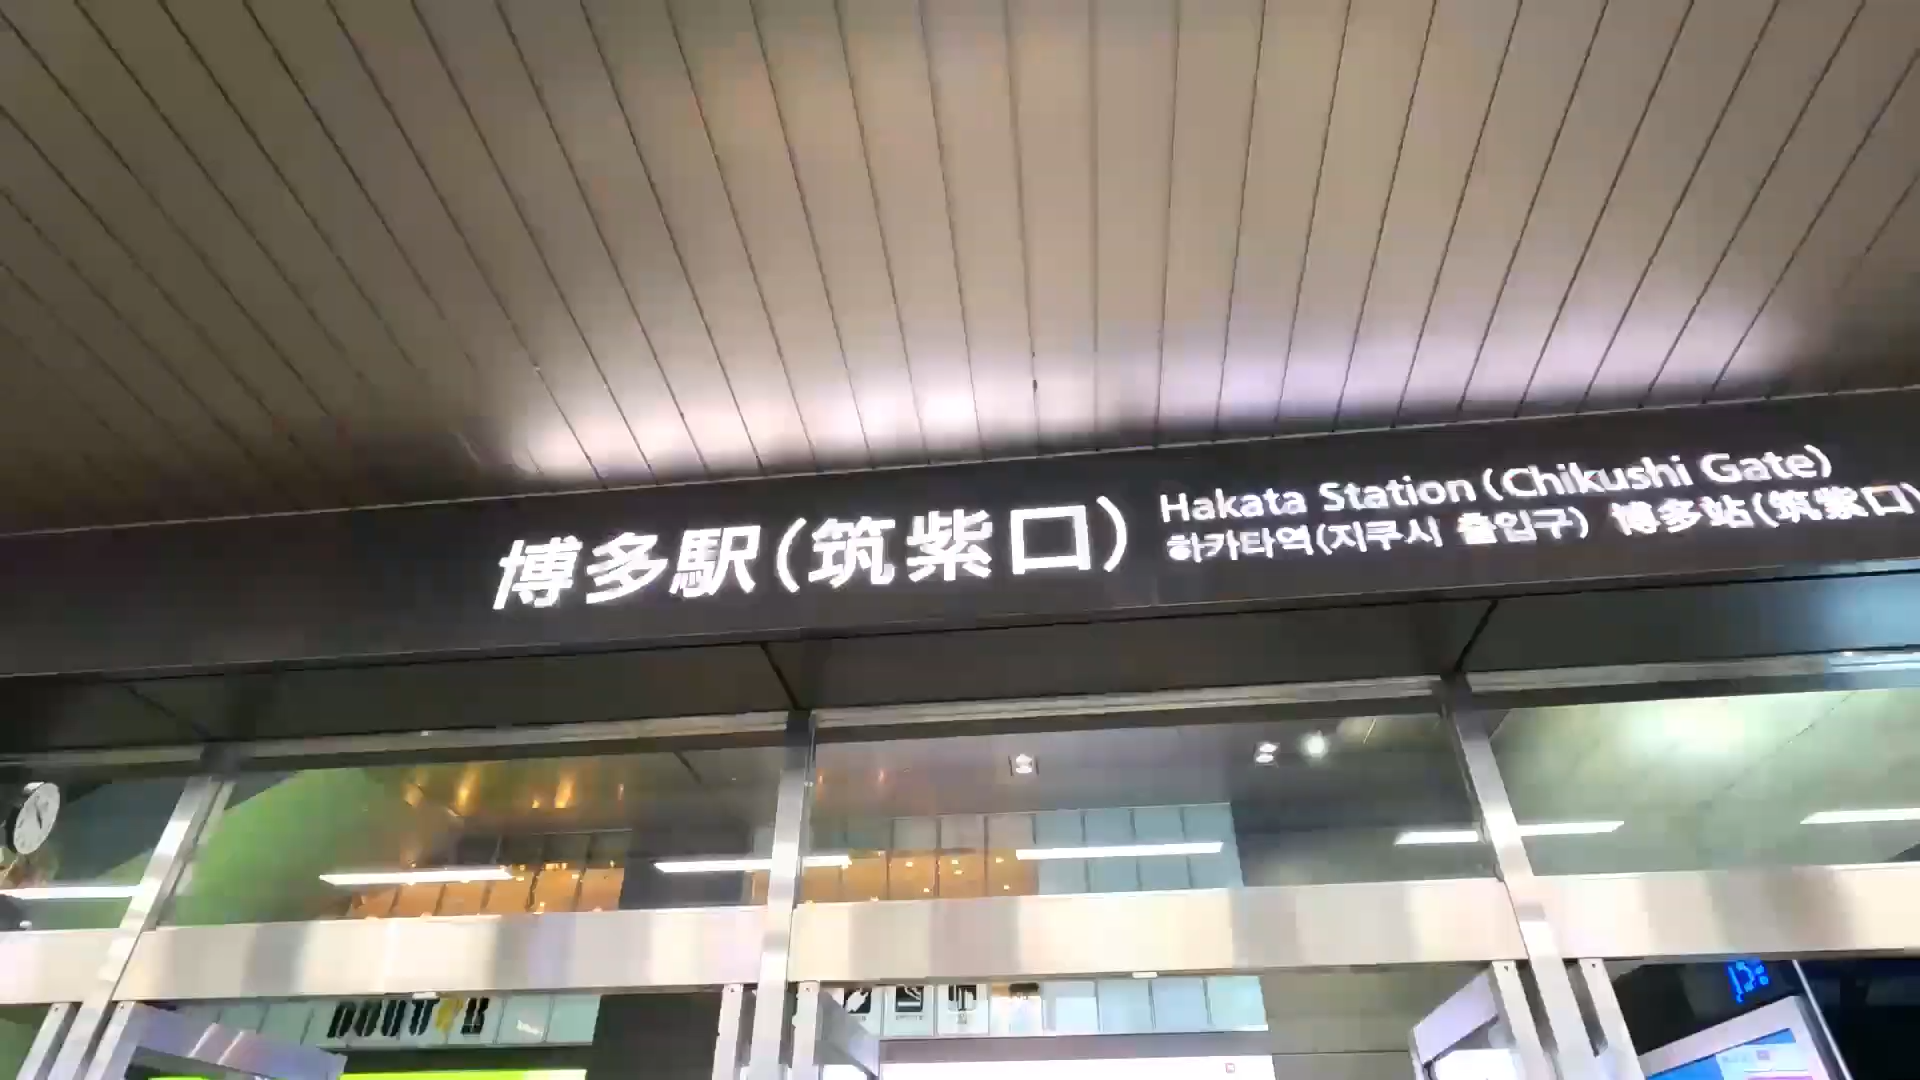 博多駅(筑紫口)
Hakata Station (Chikushi Gate)
하카타역(지쿠시 출입구) 博多站(筑紫口)
DOUTOR